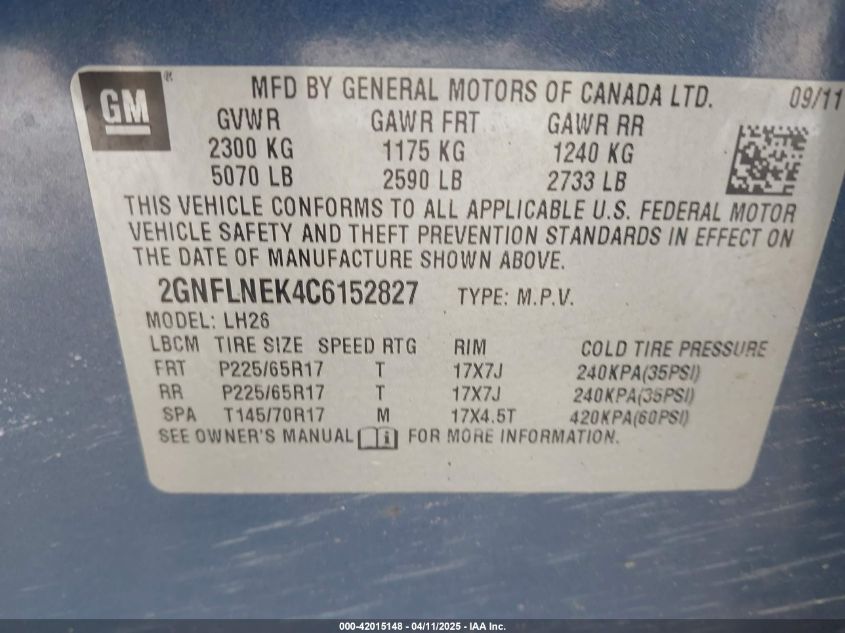 GM ®
MFD BY GENERAL MOTORS OF CANADA LTD. 09/11
GVWR GAWR FRT GAWR RR
2300 KG 1175 KG 1240 KG
5070 LB 2590 LB 2733 LB
THIS VEHICLE CONFORMS TO ALL APPLICABLE U.S. FEDERAL MOTOR
VEHICLE SAFETY AND THEFT PREVENTION STANDARDS IN EFFECT ON
THE DATE OF MANUFACTURE SHOWN ABOVE.
2GNFLNEK4C6152827 TYPE: M.P.V.
MODEL: LH26
LBCM TIRE SIZE SPEED RTG RIM COLD TIRE PRESSURE
FRT P225/65R17 T 17X7J 240KPA(35PSI)
RR P225/65R17 T 17X7J 240KPA(35PSI)
SPA T145/70R17 M 17X4.5T 420KPA(60PSI)
SEE OWNER'S MANUAL i FOR MORE INFORMATION.
000-42015148 - 04/11/2025 - IAA Inc.